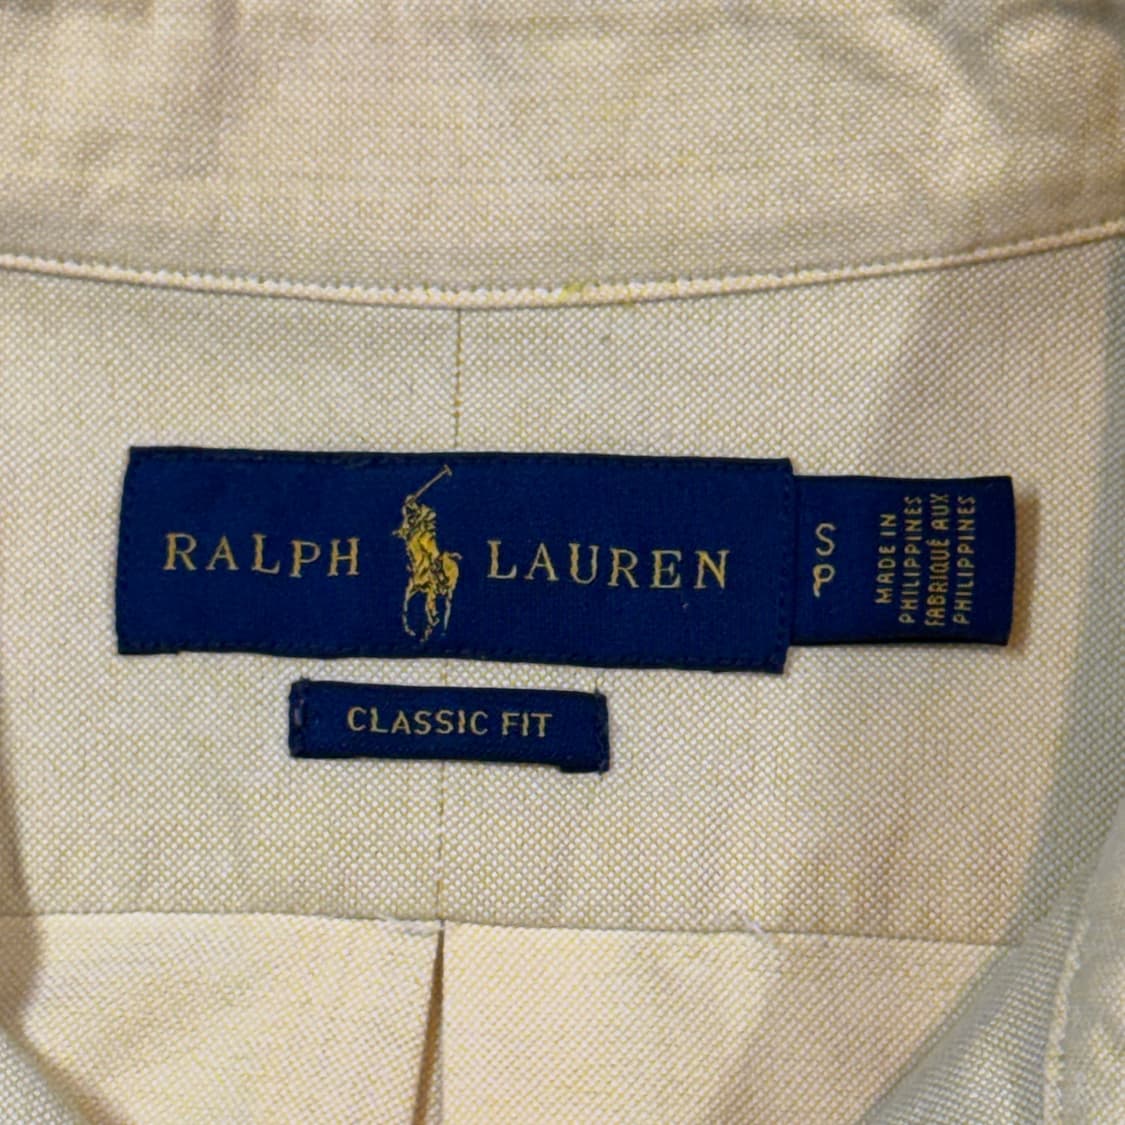 RALPH LAUREN
S
P
MADE IN
PHILIPPINES
FABRIQUÉ AUX
PHILIPPINES
CLASSIC FIT